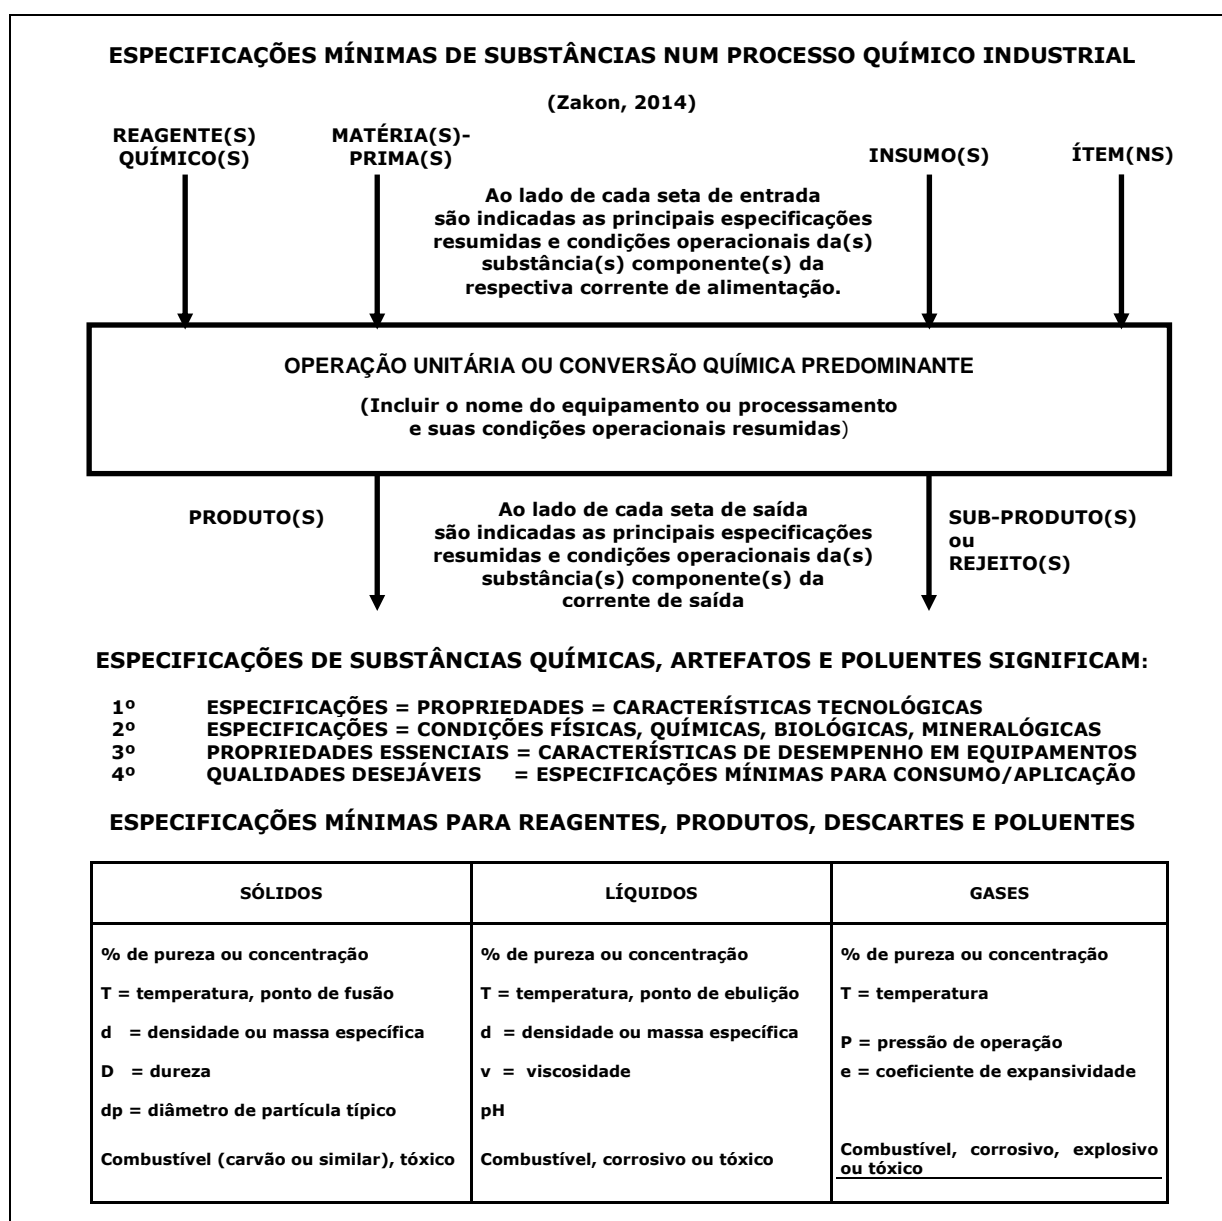 ESPECIFICAÇÕES MÍNIMAS DE SUBSTÂNCIAS NUM PROCESSO QUÍMICO INDUSTRIAL
(Zakon, 2014)
REAGENTE(S)
QUÍMICO(S)
MATÉRIA(S)-
PRIMA(S)
INSUMO(S)
ÍTEM(NS)
Ao lado de cada seta de entrada
são indicadas as principais especificações
resumidas e condições operacionais da(s)
substância(s) componente(s) da
respectiva corrente de alimentação.
OPERAÇÃO UNITÁRIA OU CONVERSÃO QUÍMICA PREDOMINANTE
(Incluir o nome do equipamento ou processamento
e suas condições operacionais resumidas)
PRODUTO(S)
Ao lado de cada seta de saída
são indicadas as principais especificações
resumidas e condições operacionais da(s)
substância(s) componente(s) da
corrente de saída
SUB-PRODUTO(S)
ou
REJEITO(S)
ESPECIFICAÇÕES DE SUBSTÂNCIAS QUÍMICAS, ARTEFATOS E POLUENTES SIGNIFICAM:
1º ESPECIFICAÇÕES = PROPRIEDADES = CARACTERÍSTICAS TECNOLÓGICAS
2º ESPECIFICAÇÕES = CONDIÇÕES FÍSICAS, QUÍMICAS, BIOLÓGICAS, MINERALÓGICAS
3º PROPRIEDADES ESSENCIAIS = CARACTERÍSTICAS DE DESEMPENHO EM EQUIPAMENTOS
4º QUALIDADES DESEJÁVEIS = ESPECIFICAÇÕES MÍNIMAS PARA CONSUMO/APLICAÇÃO
ESPECIFICAÇÕES MÍNIMAS PARA REAGENTES, PRODUTOS, DESCARTES E POLUENTES
SÓLIDOS
% de pureza ou concentração
T = temperatura, ponto de fusão
d = densidade ou massa específica
D = dureza
dp = diâmetro de partícula típico
Combustível (carvão ou similar), tóxico
LÍQUIDOS
% de pureza ou concentração
T = temperatura, ponto de ebulição
d = densidade ou massa específica
v = viscosidade
pH
Combustível, corrosivo ou tóxico
GASES
% de pureza ou concentração
T = temperatura
P = pressão de operação
e = coeficiente de expansividade
Combustível, corrosivo, explosivo
ou tóxico